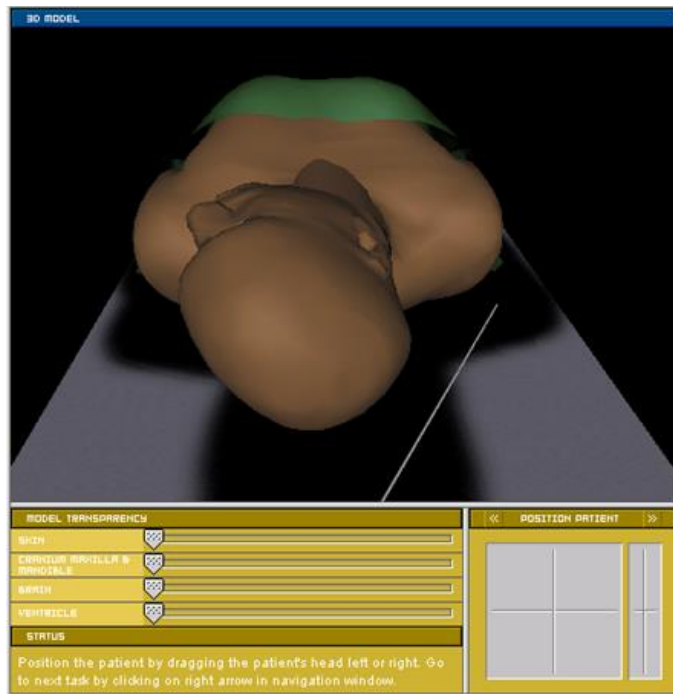 3D MODEL
MODEL TRANSPARENCY
SKIN
CRANIUM MAXILLA &
MANDIBLE
BRAIN
VENTRICLE
STATUS
Position the patient by dragging the patient's head left or right. Go
to next task by clicking on right arrow in navigation window.
« POSITION PATIENT »